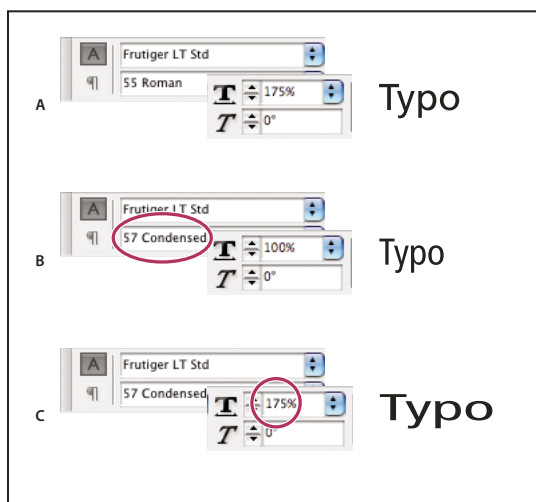 Frutiger LT Std
55 Roman
175%
0°
A
Typo
Frutiger LT Std
57 Condensed
100%
0°
B
Typo
Frutiger LT Std
57 Condensed
175%
0°
C
Typo